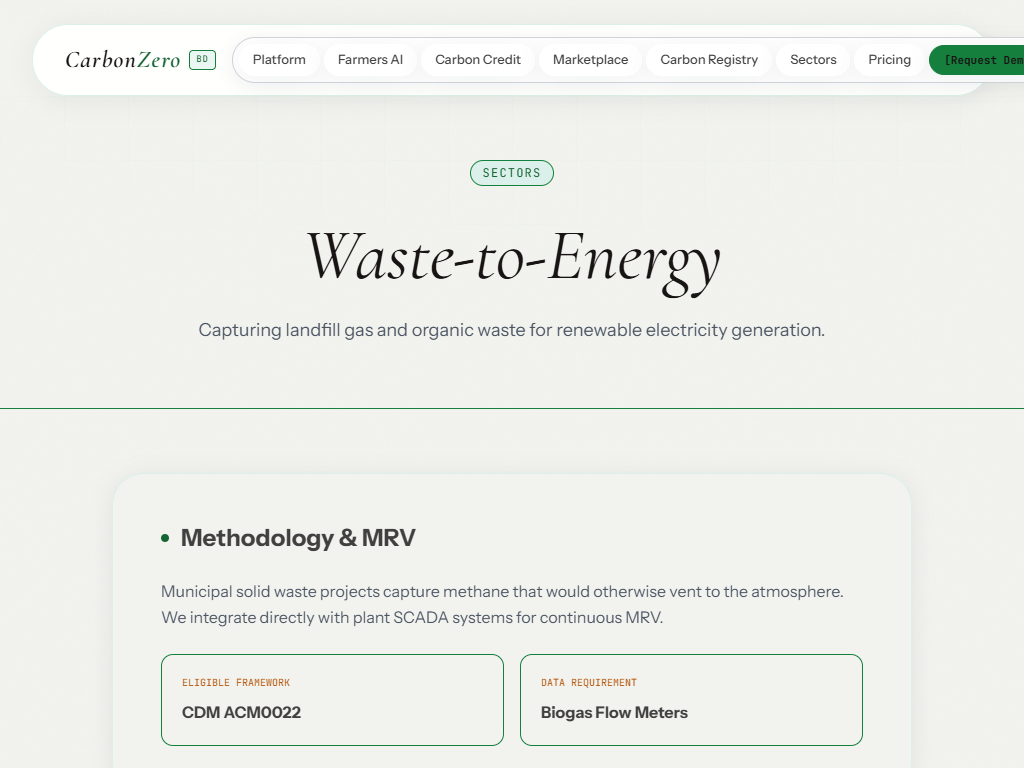 CarbonZero BD Platform Farmers AI Carbon Credit Marketplace Carbon Registry Sectors Pricing [Request Dem
SECTORS
Waste-to-Energy
Capturing landfill gas and organic waste for renewable electricity generation.
Methodology & MRV
Municipal solid waste projects capture methane that would otherwise vent to the atmosphere.
We integrate directly with plant SCADA systems for continuous MRV.
ELIGIBLE FRAMEWORK
CDM ACM0022
DATA REQUIREMENT
Biogas Flow Meters